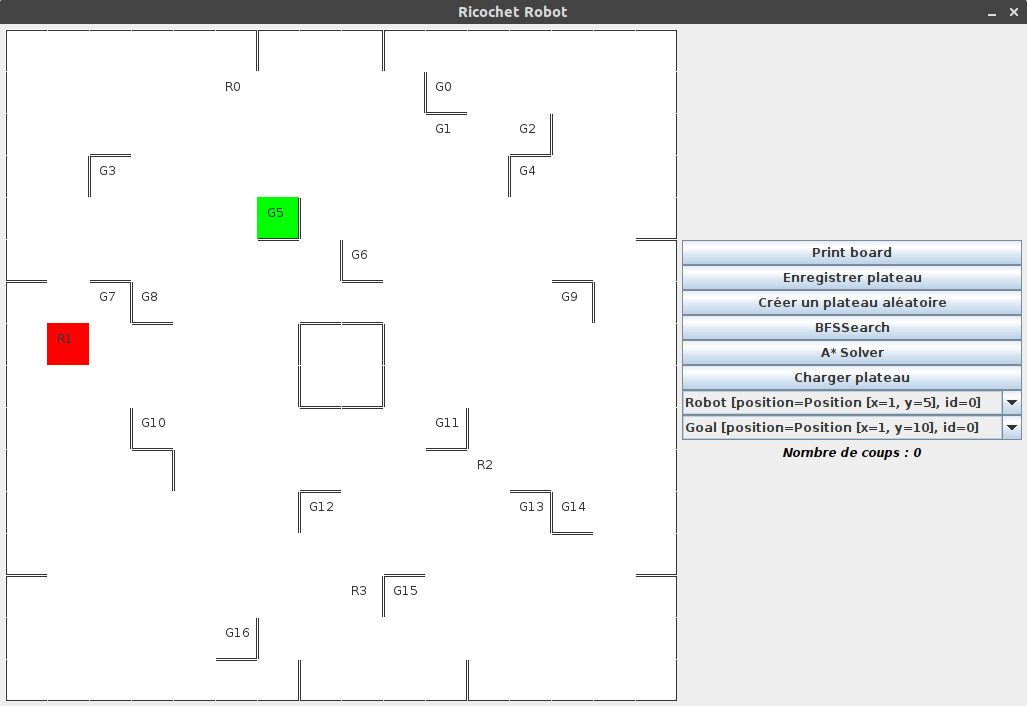 Ricochet Robot
R0
G0
G1
G2
G3
G4
G5
G6
G7
G8
G9
R1
G10
G11
R2
G12
G13
G14
R3
G15
G16
Print board
Enregistrer plateau
Créer un plateau aléatoire
BFSSearch
A* Solver
Charger plateau
Robot [position=Position [x=1, y=5], id=0]
Goal [position=Position [x=1, y=10], id=0]
Nombre de coups : 0